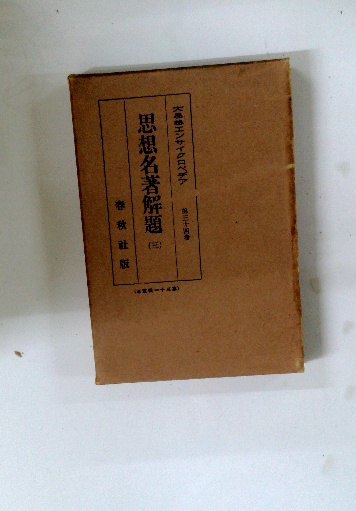 大思想エンサイクロペヂア
第二十四巻
思想名著解題
(三)
春秋社版